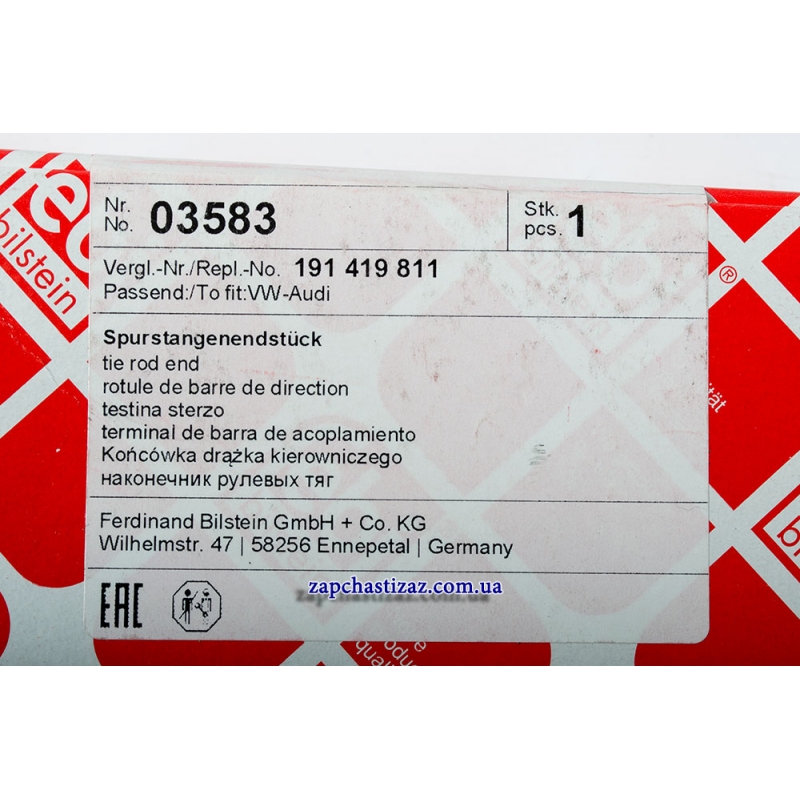 fe
bilstein
Nr.
No. 03583
Stk.
pcs. 1
Vergl.-Nr./Repl.-No. 191 419 811
Passend:/To fit:VW-Audi
®
Spurstangenendstück
tie rod end
rotule de barre de direction
testina sterzo
terminal de barra de acoplamiento
Końcówka drążka kierowniczego
наконечник рулевых тяг
Ferdinand Bilstein GmbH + Co. KG
Wilhelmstr. 47 | 58256 Ennepetal | Germany
EAC
zapchastizaz.com.ua